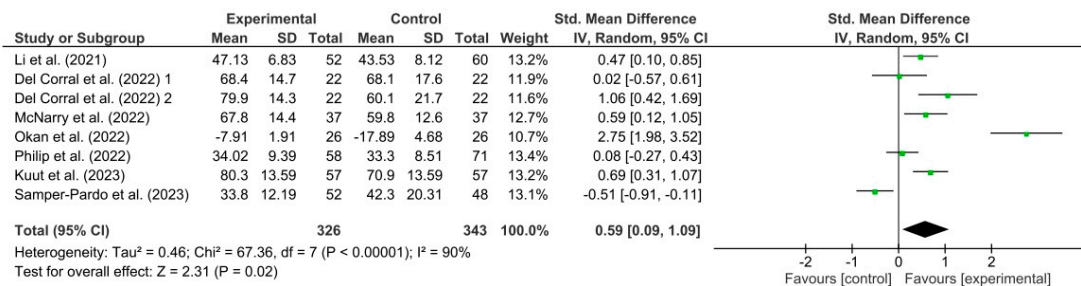 Experimental Control Std. Mean Difference Std. Mean Difference
Study or Subgroup Mean SD Total Mean SD Total Weight IV, Random, 95% CI IV, Random, 95% CI
Li et al. (2021) 47.13 6.83 52 43.53 8.12 60 13.2% 0.47 [0.10, 0.85]
Del Corral et al. (2022) 1 68.4 14.7 22 68.1 17.6 22 11.9% 0.02 [-0.57, 0.61]
Del Corral et al. (2022) 2 79.9 14.3 22 60.1 21.7 22 11.6% 1.06 [0.42, 1.69]
McNarry et al. (2022) 67.8 14.4 37 59.8 12.6 37 12.7% 0.59 [0.12, 1.05]
Okan et al. (2022) -7.91 1.91 26 -17.89 4.68 26 10.7% 2.75 [1.98, 3.52]
Philip et al. (2022) 34.02 9.39 58 33.3 8.51 71 13.4% 0.08 [-0.27, 0.43]
Kuut et al. (2023) 80.3 13.59 57 70.9 13.59 57 13.1% 0.69 [0.31, 1.07]
Samper-Pardo et al. (2023) 33.8 12.19 52 42.3 20.31 48 13.1% -0.51 [-0.91, -0.11]
Total (95% CI) 326 343 100.0% 0.59 [0.09, 1.09]
Heterogeneity: Tau² = 0.46; Chi² = 67.36, df = 7 (P < 0.00001); I² = 90%
Test for overall effect: Z = 2.31 (P = 0.02)
-2 -1 0 1 2
Favours [control] Favours [experimental]